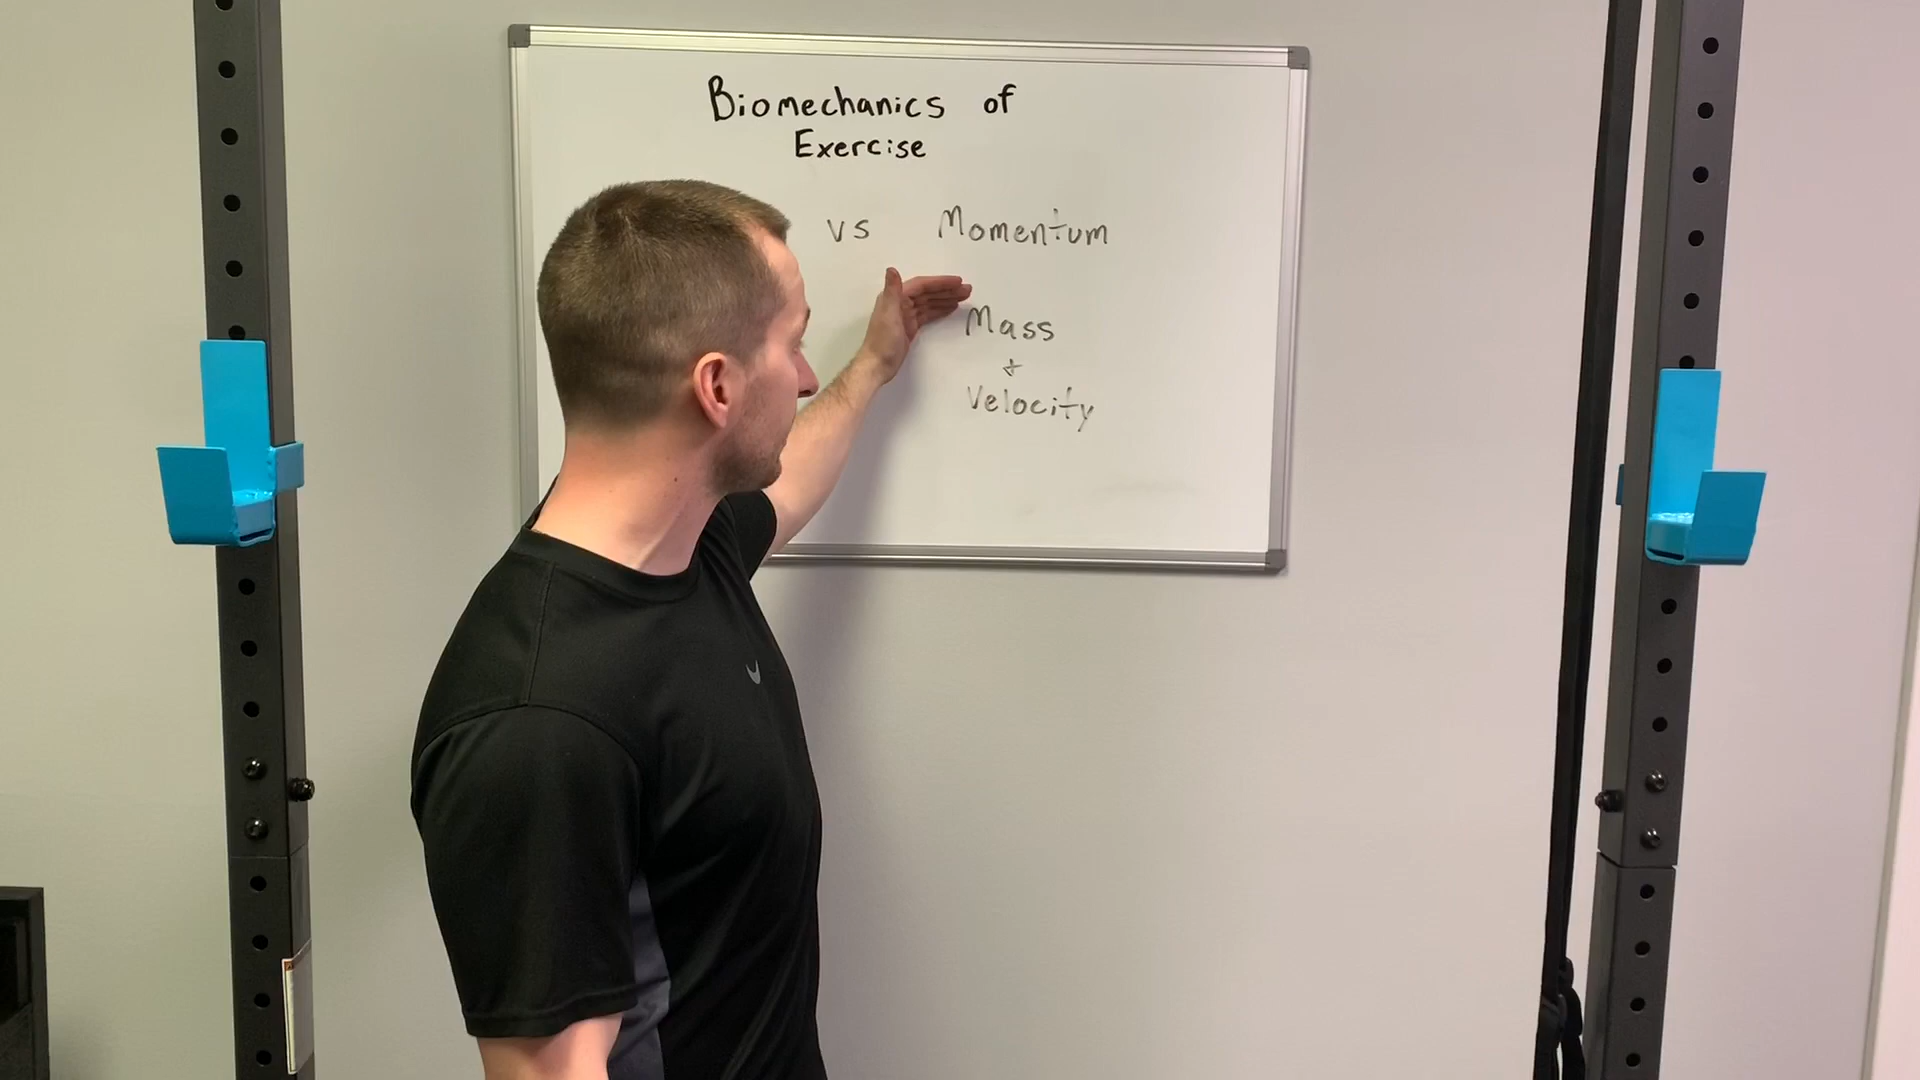 Biomechanics of
Exercise
vs Momentum
Mass
+
Velocity